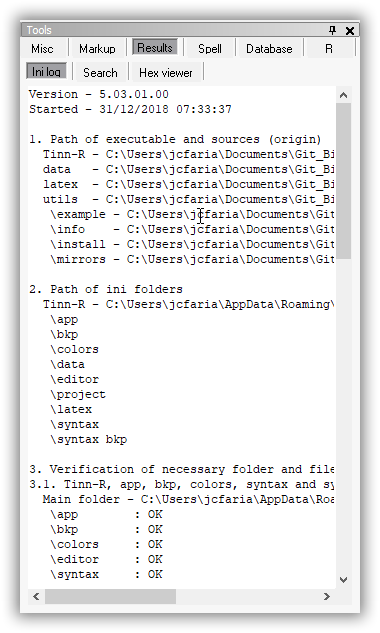 Tools
Misc Markup Results Spell Database R
Ini log Search Hex viewer
Version - 5.03.01.00
Started - 31/12/2018 07:33:37
1. Path of executable and sources (origin)
Tinn-R - C:\Users\jcfaria\Documents\Git_Bi
data - C:\Users\jcfaria\Documents\Git_Bi
latex - C:\Users\jcfaria\Documents\Git_Bi
utils - C:\Users\jcfaria\Documents\Git_Bi
\example - C:\Users\jcfaria\Documents\Git
\info - C:\Users\jcfaria\Documents\Git
\install - C:\Users\jcfaria\Documents\Git
\mirrors - C:\Users\jcfaria\Documents\Git
2. Path of ini folders
Tinn-R - C:\Users\jcfaria\AppData\Roaming\
\app
\bkp
\colors
\data
\editor
\project
\latex
\syntax
\syntax bkp
3. Verification of necessary folder and file
3.1. Tinn-R, app, bkp, colors, syntax and sy
Main folder - C:\Users\jcfaria\AppData\Roa
\app : OK
\bkp : OK
\colors : OK
\editor : OK
\syntax : OK